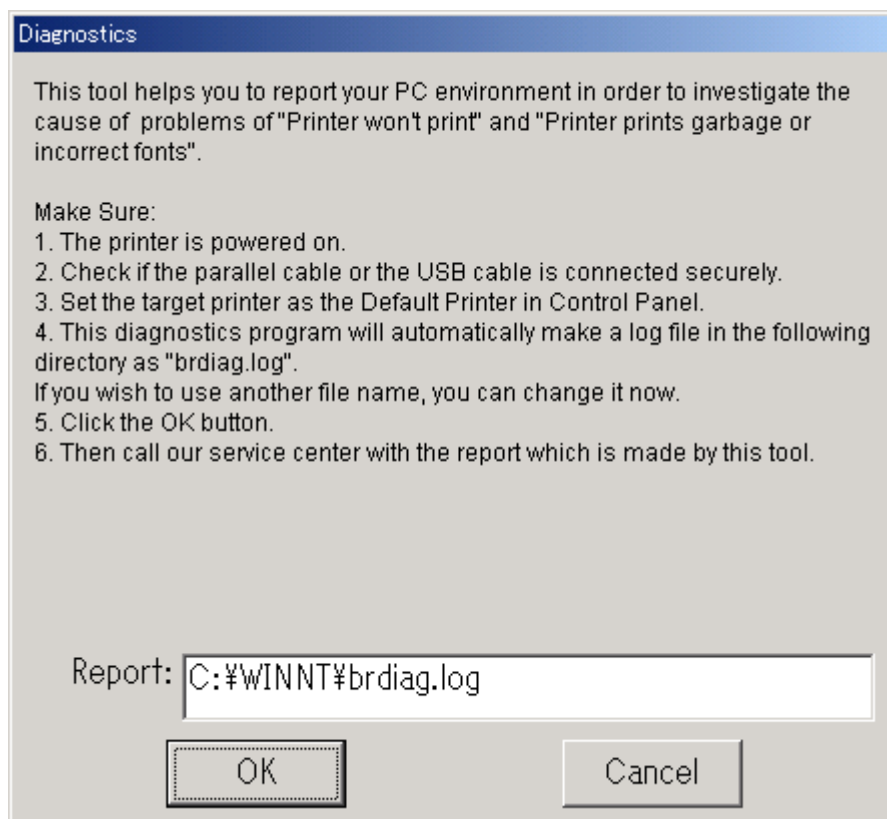 Diagnostics
This tool helps you to report your PC environment in order to investigate the
cause of problems of "Printer won't print" and "Printer prints garbage or
incorrect fonts".
Make Sure:
1. The printer is powered on.
2. Check if the parallel cable or the USB cable is connected securely.
3. Set the target printer as the Default Printer in Control Panel.
4. This diagnostics program will automatically make a log file in the following
directory as "brdiag.log".
If you wish to use another file name, you can change it now.
5. Click the OK button.
6. Then call our service center with the report which is made by this tool.
Report: C:¥WINNT¥brdiag.log
OK Cancel